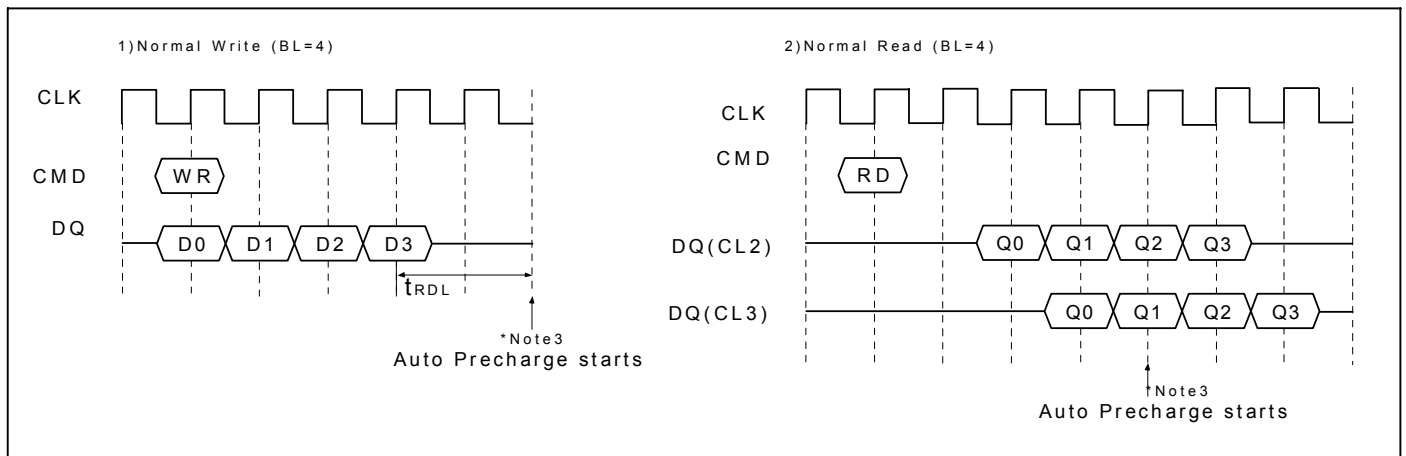 1)Normal Write (BL=4)
CLK
CMD
WR
DQ
D0 D1 D2 D3
tRDL
*Note3
Auto Precharge starts
2)Normal Read (BL=4)
CLK
CMD
RD
DQ(CL2)
Q0 Q1 Q2 Q3
DQ(CL3)
Q0 Q1 Q2 Q3
*Note3
Auto Precharge starts